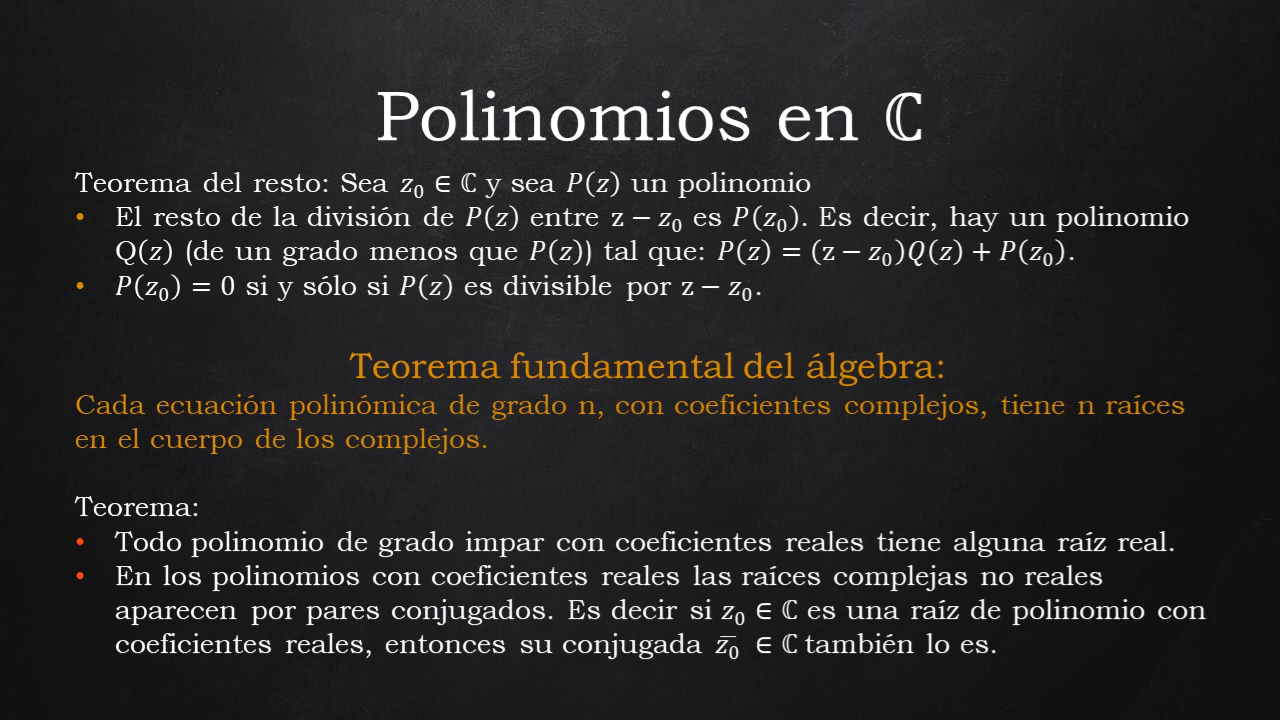 Polinomios en ℂ
Teorema del resto: Sea z₀ ∈ ℂ y sea P(z) un polinomio
• El resto de la división de P(z) entre z − z₀ es P(z₀). Es decir, hay un polinomio
Q(z) (de un grado menos que P(z)) tal que: P(z) = (z − z₀)Q(z) + P(z₀).
• P(z₀) = 0 si y sólo si P(z) es divisible por z − z₀.
Teorema fundamental del álgebra:
Cada ecuación polinómica de grado n, con coeficientes complejos, tiene n raíces
en el cuerpo de los complejos.
Teorema:
• Todo polinomio de grado impar con coeficientes reales tiene alguna raíz real.
• En los polinomios con coeficientes reales las raíces complejas no reales
aparecen por pares conjugados. Es decir si z₀ ∈ ℂ es una raíz de polinomio con
coeficientes reales, entonces su conjugada z̅₀ ∈ ℂ también lo es.